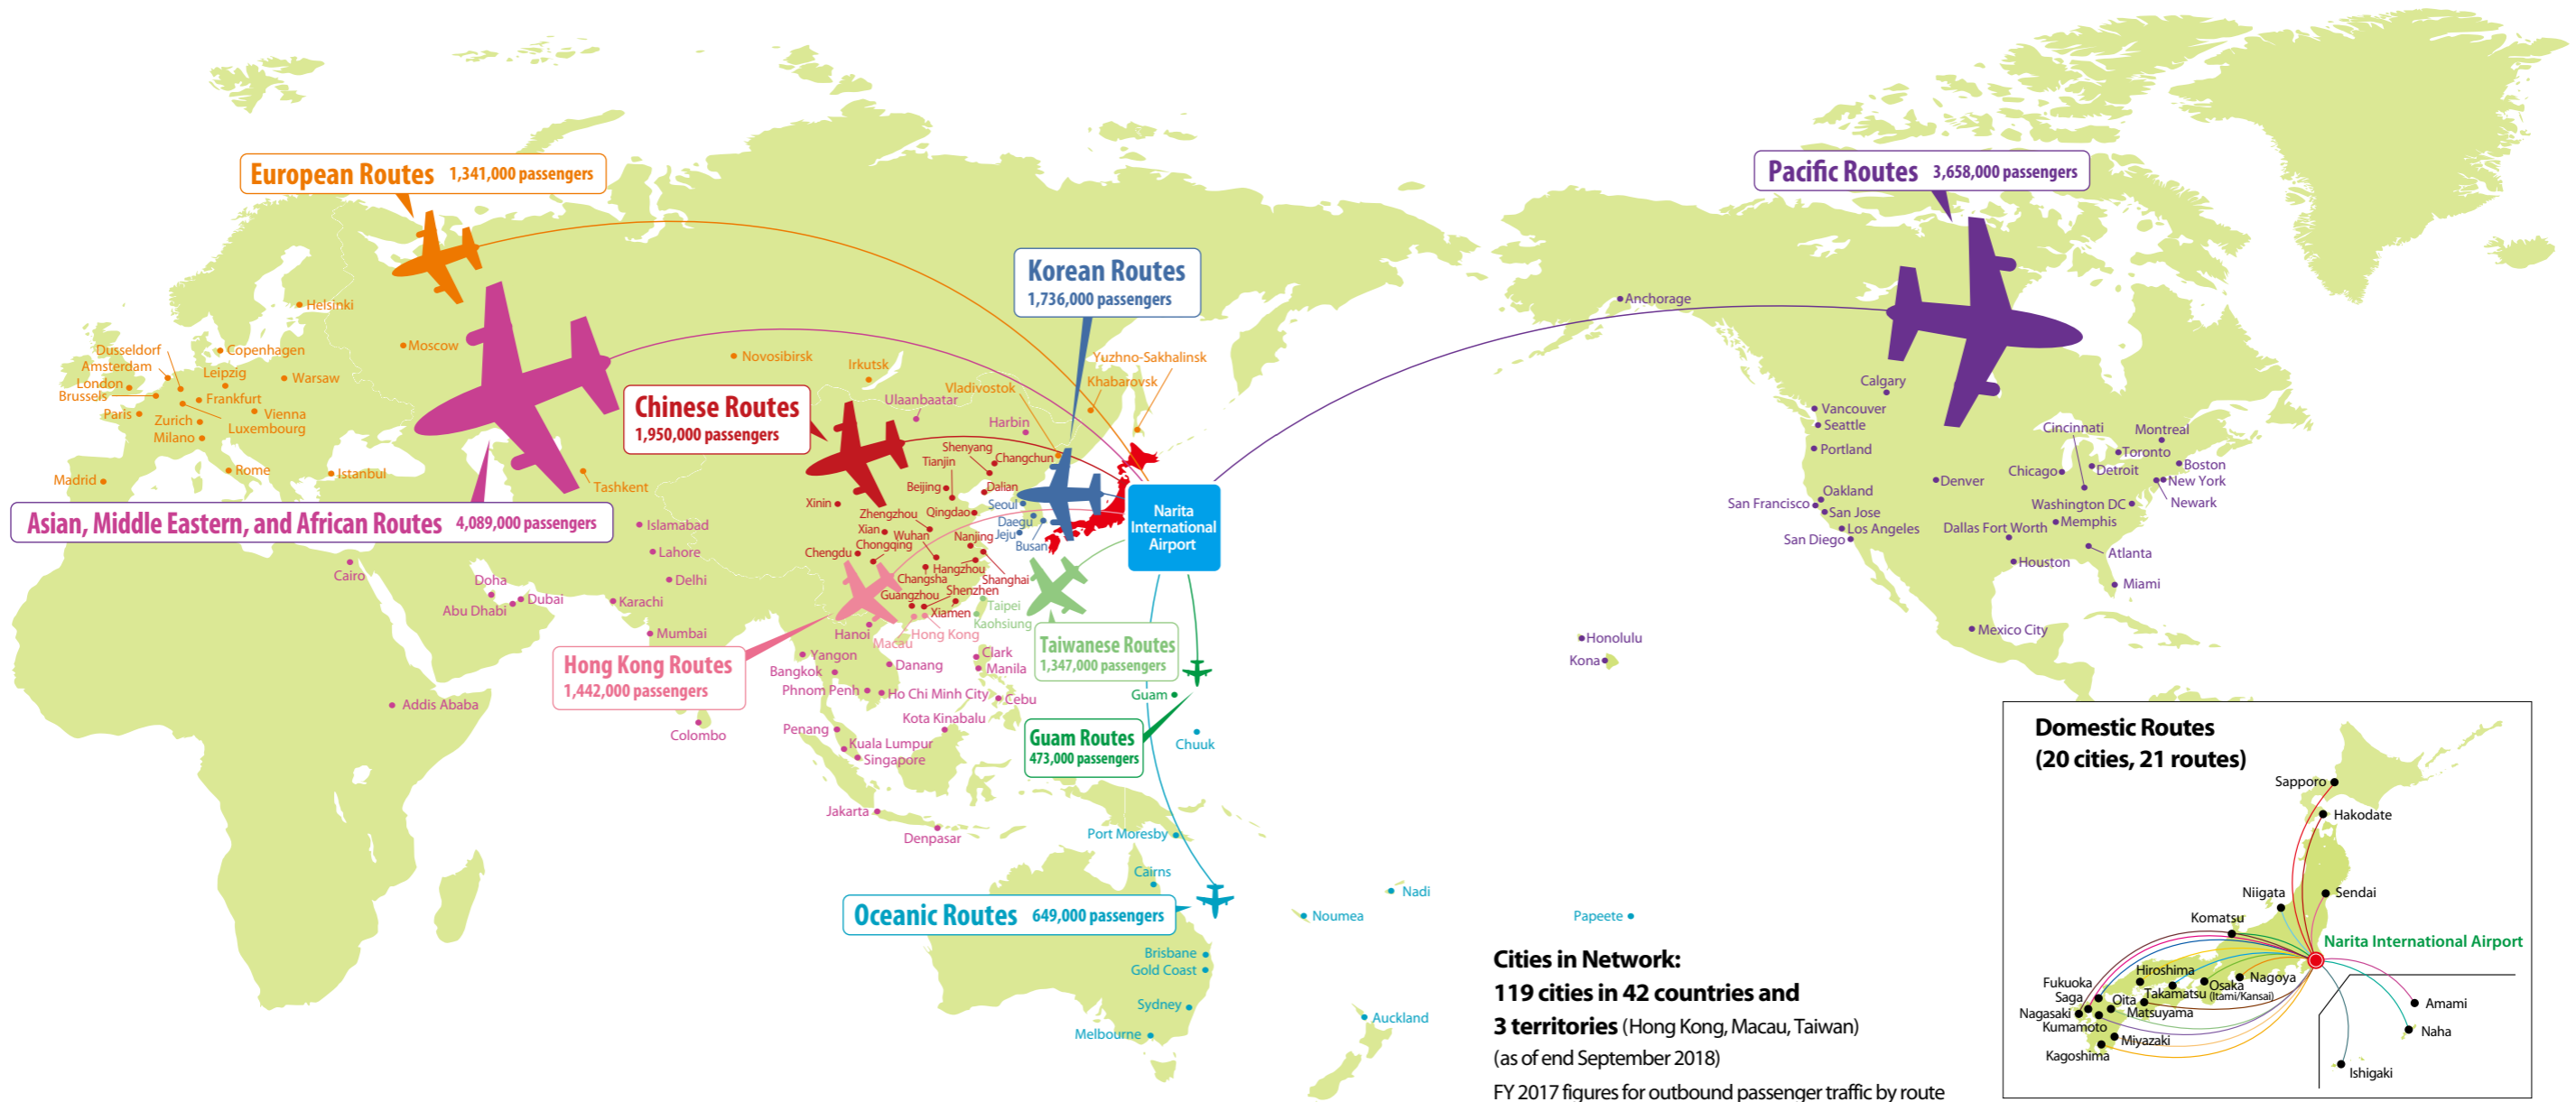 European Routes 1,341,000 passengers
Pacific Routes 3,658,000 passengers
Korean Routes
1,736,000 passengers
Chinese Routes
1,950,000 passengers
Asian, Middle Eastern, and African Routes 4,089,000 passengers
Hong Kong Routes
1,442,000 passengers
Taiwanese Routes
1,347,000 passengers
Guam Routes
473,000 passengers
Oceanic Routes 649,000 passengers
Narita
International
Airport
Helsinki
Moscow
Dusseldorf
Amsterdam
London
Brussels
Paris
Copenhagen
Leipzig
Warsaw
Frankfurt
Vienna
Zurich
Luxembourg
Milano
Rome
Madrid
Istanbul
Tashkent
Novosibirsk
Irkutsk
Vladivostok
Khabarovsk
Yuzhno-Sakhalinsk
Ulaanbaatar
Harbin
Shenyang
Changchun
Tianjin
Beijing
Dalian
Xinin
Zhengzhou
Qingdao
Xian
Wuhan
Nanjing
Chengdu
Chongqing
Hangzhou
Changsha
Shanghai
Guangzhou
Shenzhen
Xiamen
Seoul
Daegu
Jeju
Busan
Taipei
Kaohsiung
Hong Kong
Macau
Islamabad
Lahore
Delhi
Karachi
Mumbai
Cairo
Doha
Abu Dhabi
Dubai
Addis Ababa
Colombo
Hanoi
Yangon
Bangkok
Danang
Phnom Penh
Ho Chi Minh City
Clark
Manila
Cebu
Kota Kinabalu
Penang
Kuala Lumpur
Singapore
Jakarta
Denpasar
Guam
Chuuk
Port Moresby
Cairns
Brisbane
Gold Coast
Sydney
Melbourne
Noumea
Nadi
Auckland
Papeete
Honolulu
Kona
Anchorage
Calgary
Vancouver
Seattle
Portland
Oakland
San Francisco
San Jose
Los Angeles
San Diego
Denver
Dallas Fort Worth
Houston
Mexico City
Cincinnati
Chicago
Detroit
Montreal
Toronto
Boston
New York
Newark
Washington DC
Memphis
Atlanta
Miami
Cities in Network:
119 cities in 42 countries and
3 territories (Hong Kong, Macau, Taiwan)
(as of end September 2018)
FY 2017 figures for outbound passenger traffic by route
Domestic Routes
(20 cities, 21 routes)
Sapporo
Hakodate
Niigata
Sendai
Komatsu
Narita International Airport
Hiroshima
Nagoya
Osaka
(Itami/Kansai)
Takamatsu
Fukuoka
Saga
Oita
Nagasaki
Matsuyama
Kumamoto
Miyazaki
Kagoshima
Amami
Naha
Ishigaki